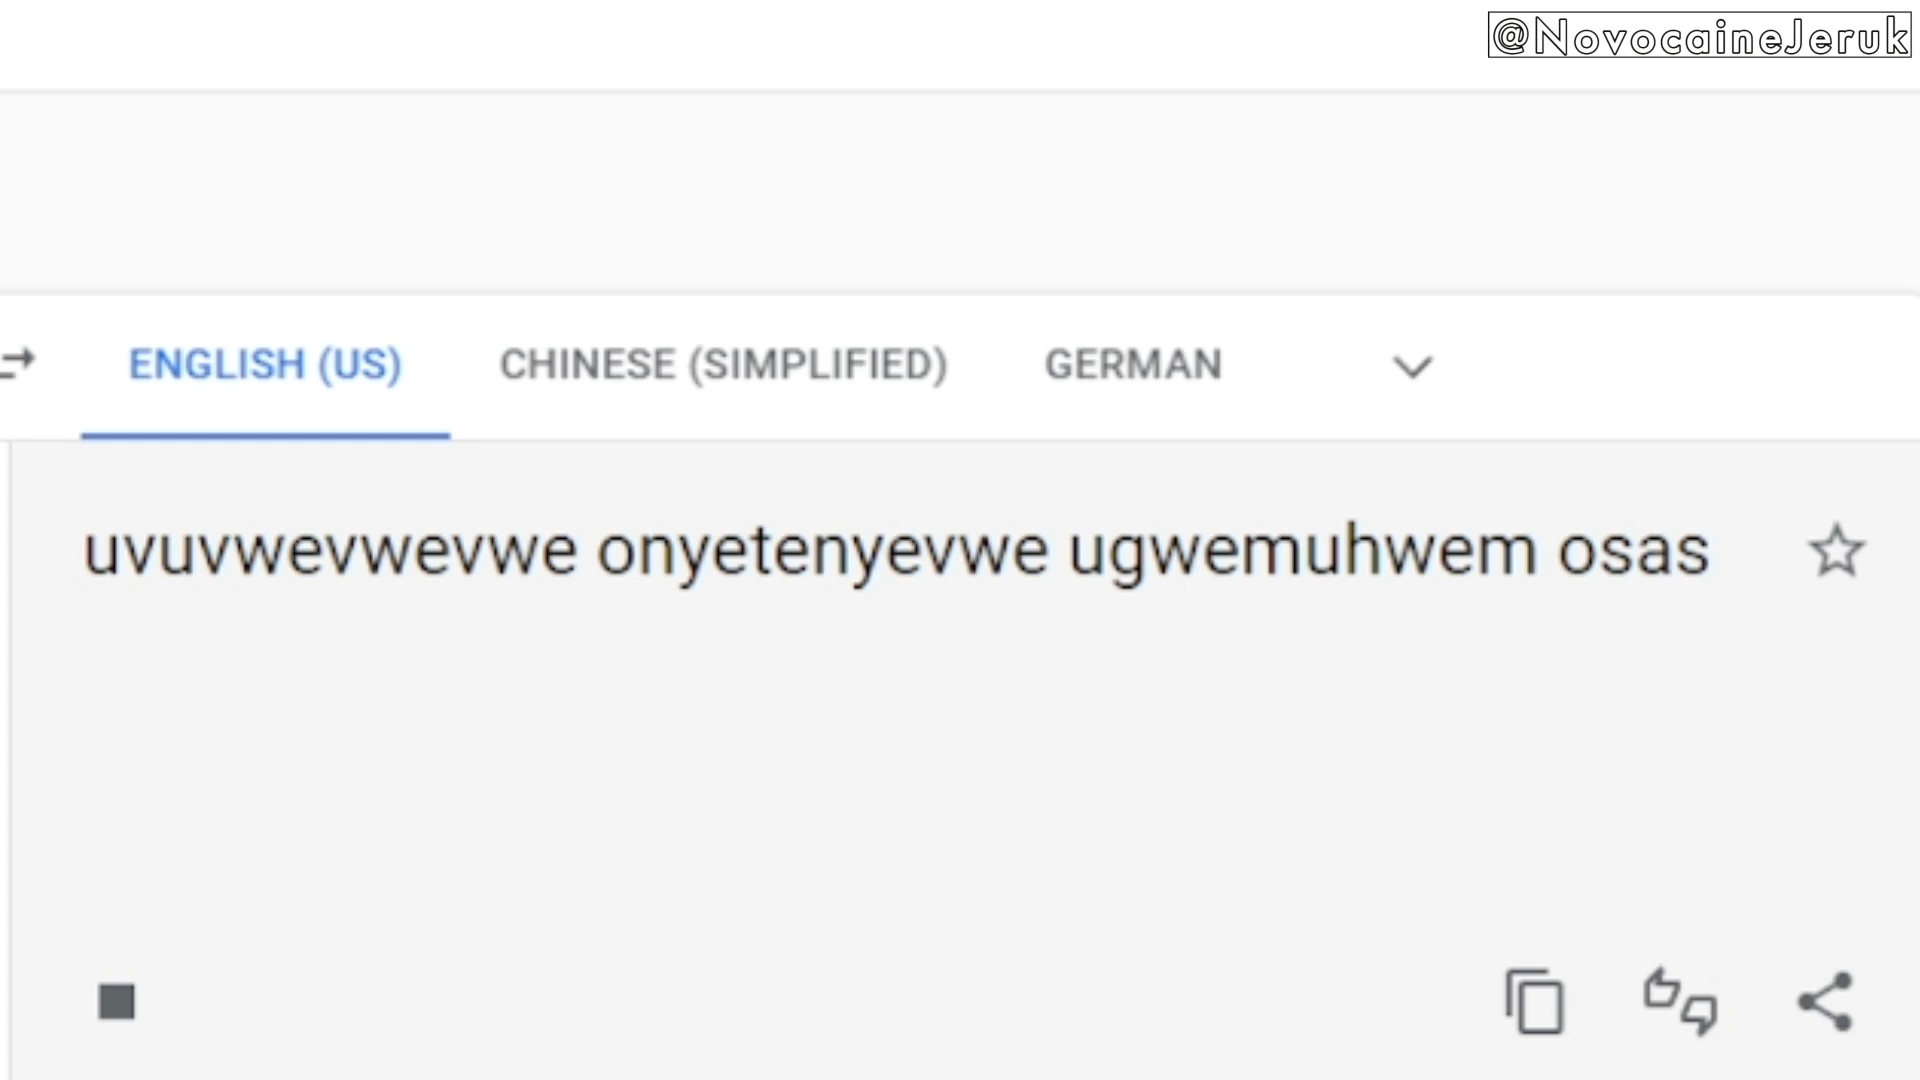 @NovocaineJeruk
ENGLISH (US) CHINESE (SIMPLIFIED) GERMAN
uvuvwevwevwe onyetenyevwe ugwemuhwem osas